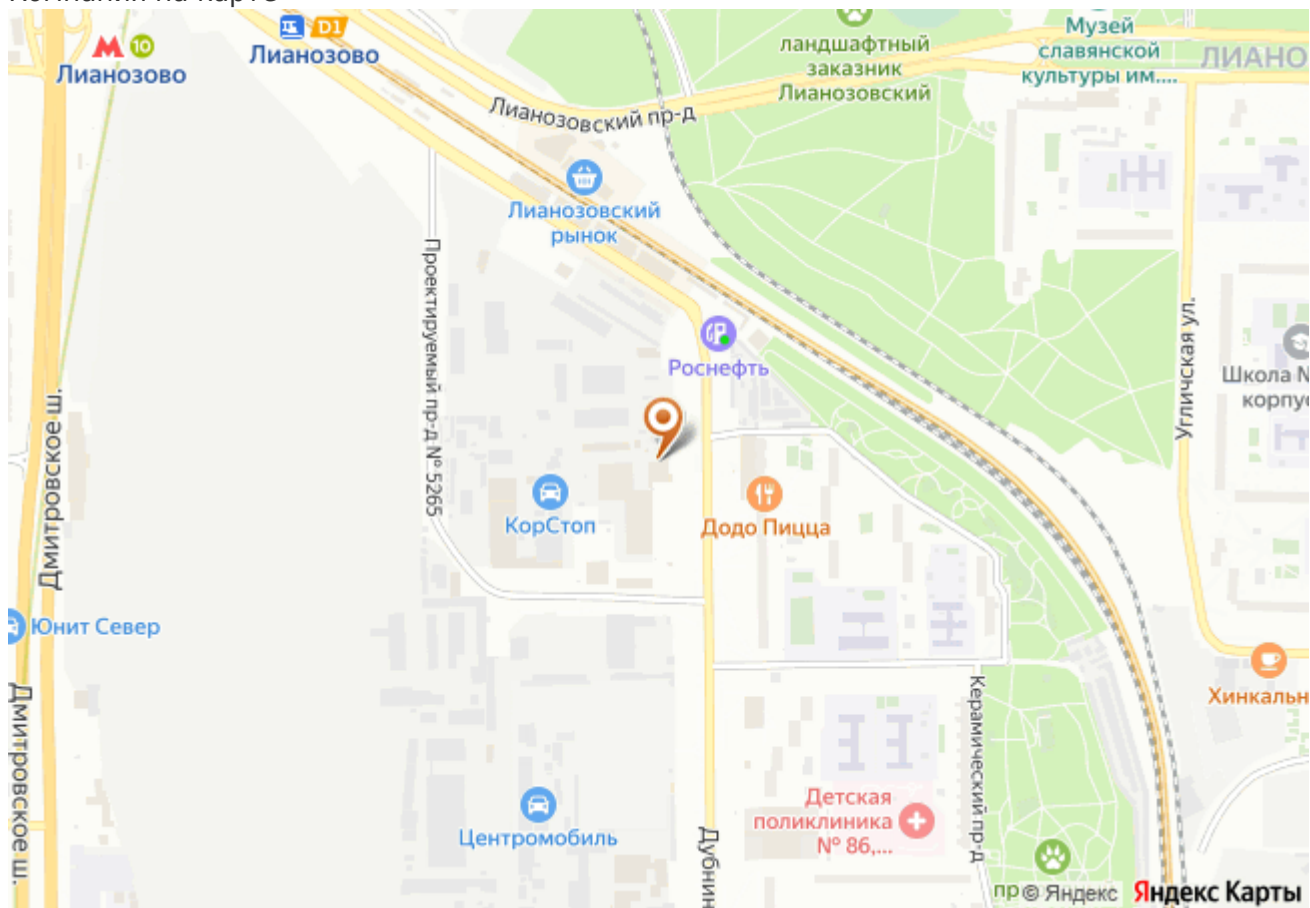 10
Лианозово
D1
Лианозово
ландшафтный
заказник
Лианозовский
Музей
славянской
культуры им....
ЛИАНО
Лианозовский пр-д
Лианозовский
рынок
Проектируемый пр-д № 5265
Роснефть
Угличская ул.
Школа N
корпу
Дмитровское ш.
КорСтоп
Додо Пицца
Юнит Север
Хинкальн
Керамический пр-д
Дмитровское ш.
Центромобиль
Детская
поликлиника
№ 86,...
Дубнин
пр
© Яндекс Яндекс Карты